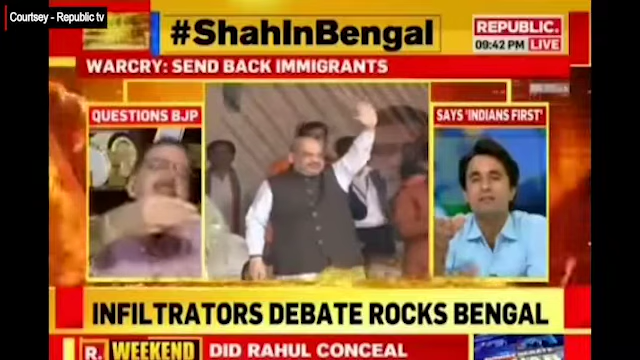 Courtsey - Republic tv
#ShahInBengal
REPUBLIC.
09:42 PM LIVE
WARCRY: SEND BACK IMMIGRANTS
QUESTIONS BJP
SAYS 'INDIANS FIRST'
INFILTRATORS DEBATE ROCKS BENGAL
R. WEEKEND
DID RAHUL CONCEAL